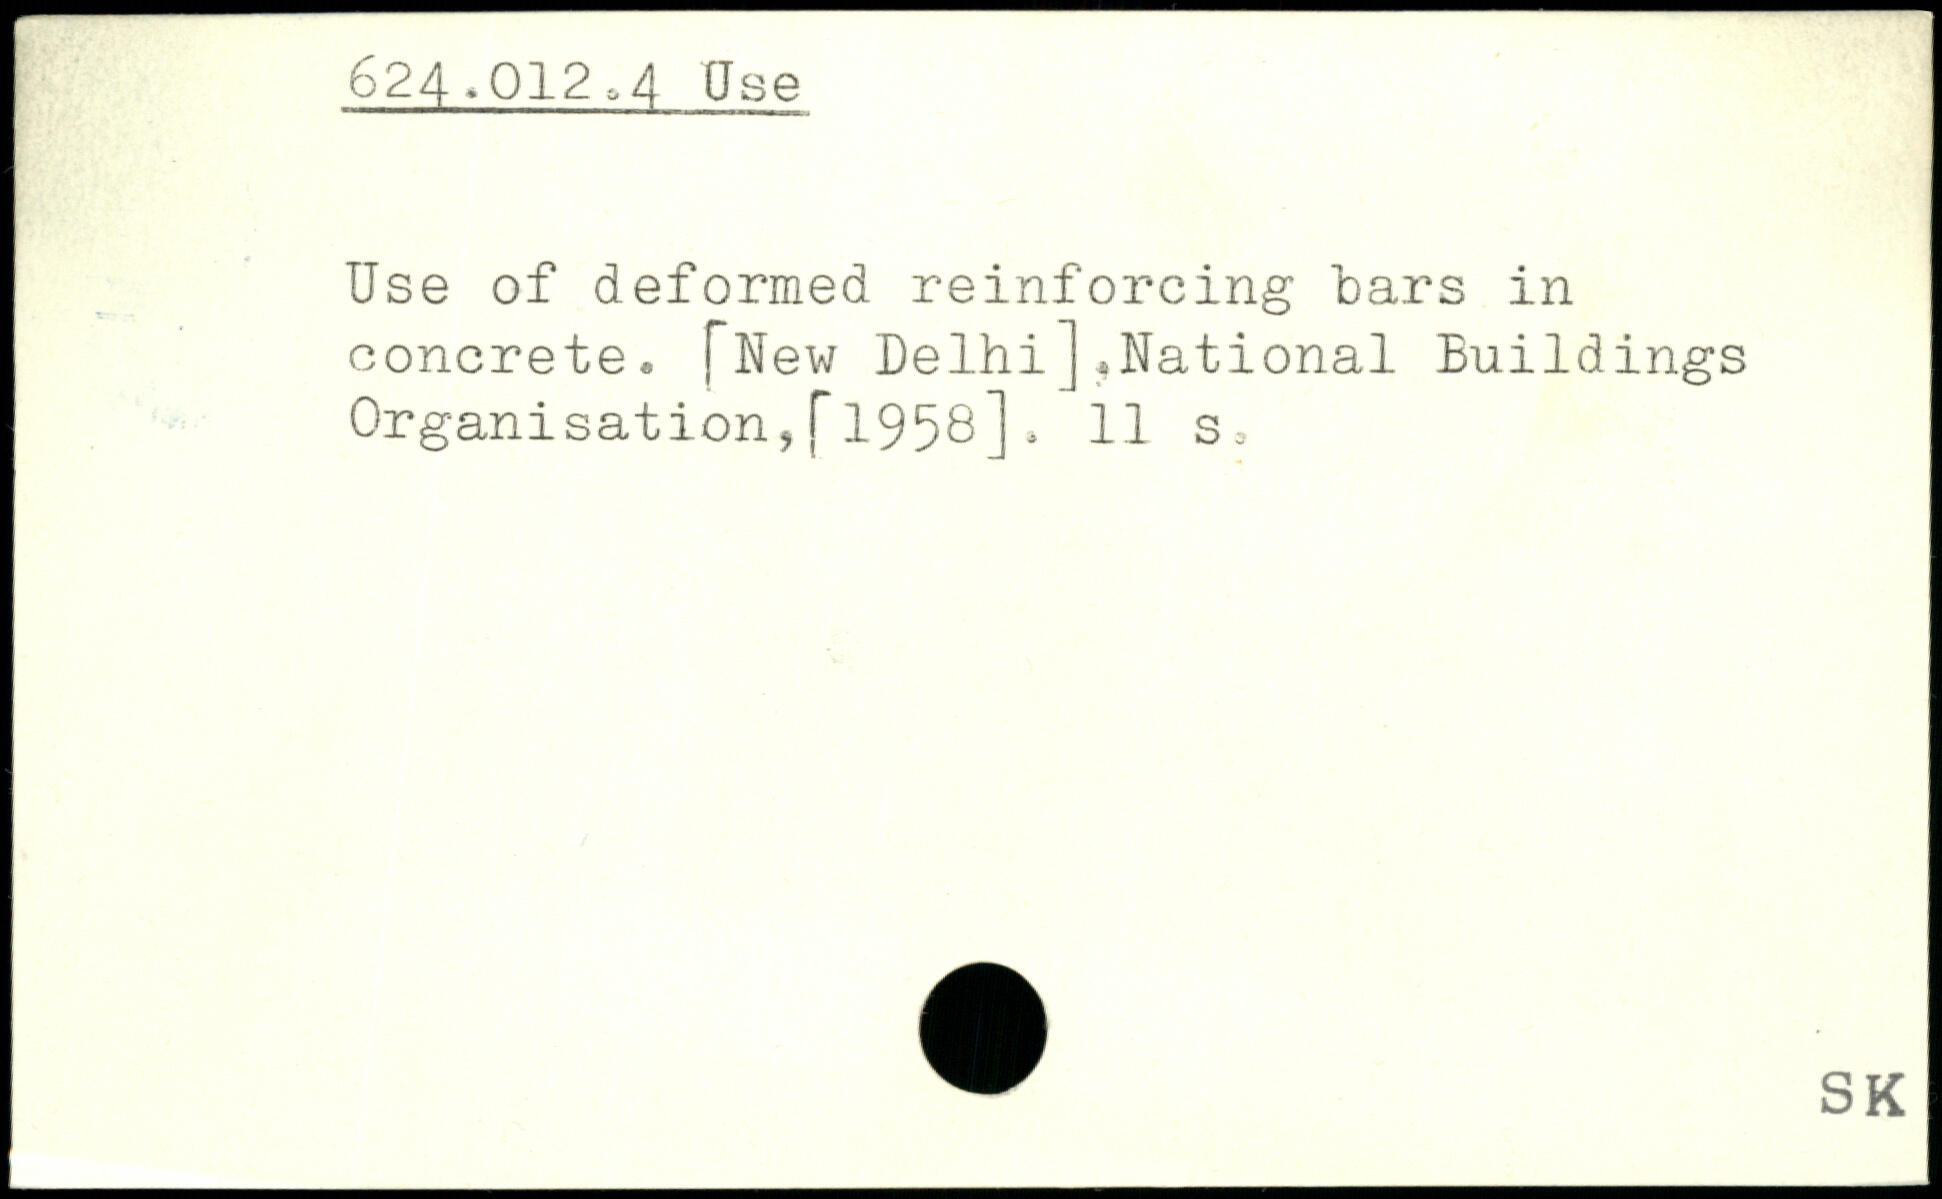 624.012.4 Use
Use of deformed reinforcing bars in
concrete. [New Delhi],National Buildings
Organisation,[1958]. 11 s.
SK